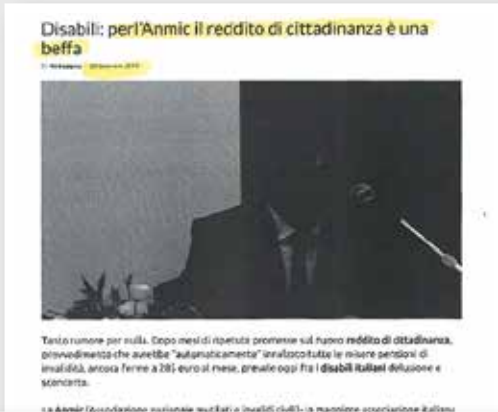 Disabili: per l'Anmic il reddito di cittadinanza è una
beffa
Tanto rumore per nulla. Dopo mesi di ripetute promesse sul nuovo reddito di cittadinanza,
provvedimento che avrebbe "automaticamente" innalzato tutte le misere pensioni di
invalidità, ancora ferme a 285 euro al mese, prevale oggi fra i disabili italiani delusione e
sconcerto.
La Anmic (Associazione nazionale mutilati e invalidi civili)- la maggiore associazione italiana